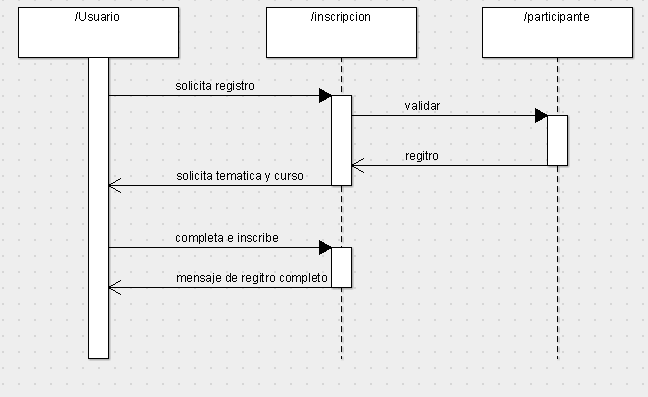 /Usuario
/inscripcion
/participante
solicita registro
validar
regitro
solicita tematica y curso
completa e inscribe
mensaje de regitro completo